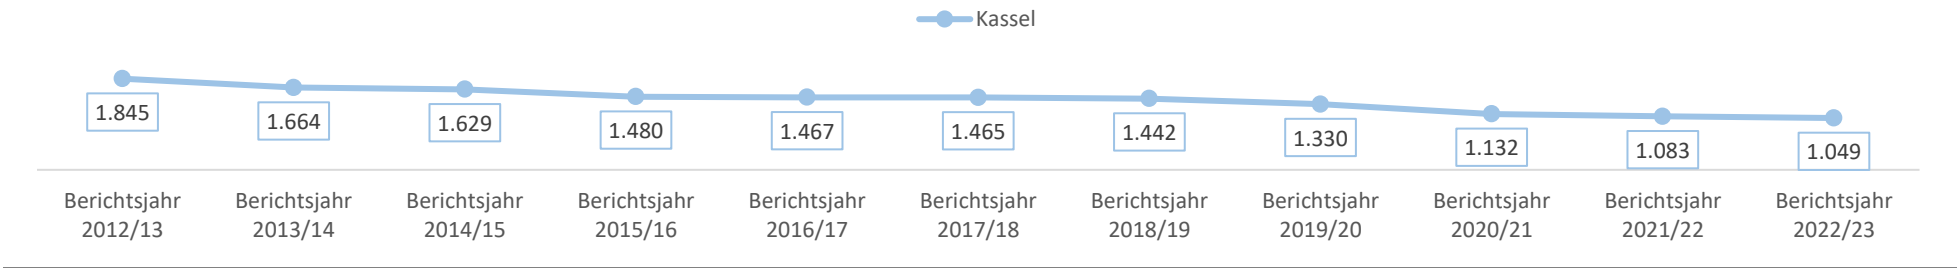 Kassel
1.845
1.664
1.629
1.480
1.467
1.465
1.442
1.330
1.132
1.083
1.049
Berichtsjahr 2012/13
Berichtsjahr 2013/14
Berichtsjahr 2014/15
Berichtsjahr 2015/16
Berichtsjahr 2016/17
Berichtsjahr 2017/18
Berichtsjahr 2018/19
Berichtsjahr 2019/20
Berichtsjahr 2020/21
Berichtsjahr 2021/22
Berichtsjahr 2022/23